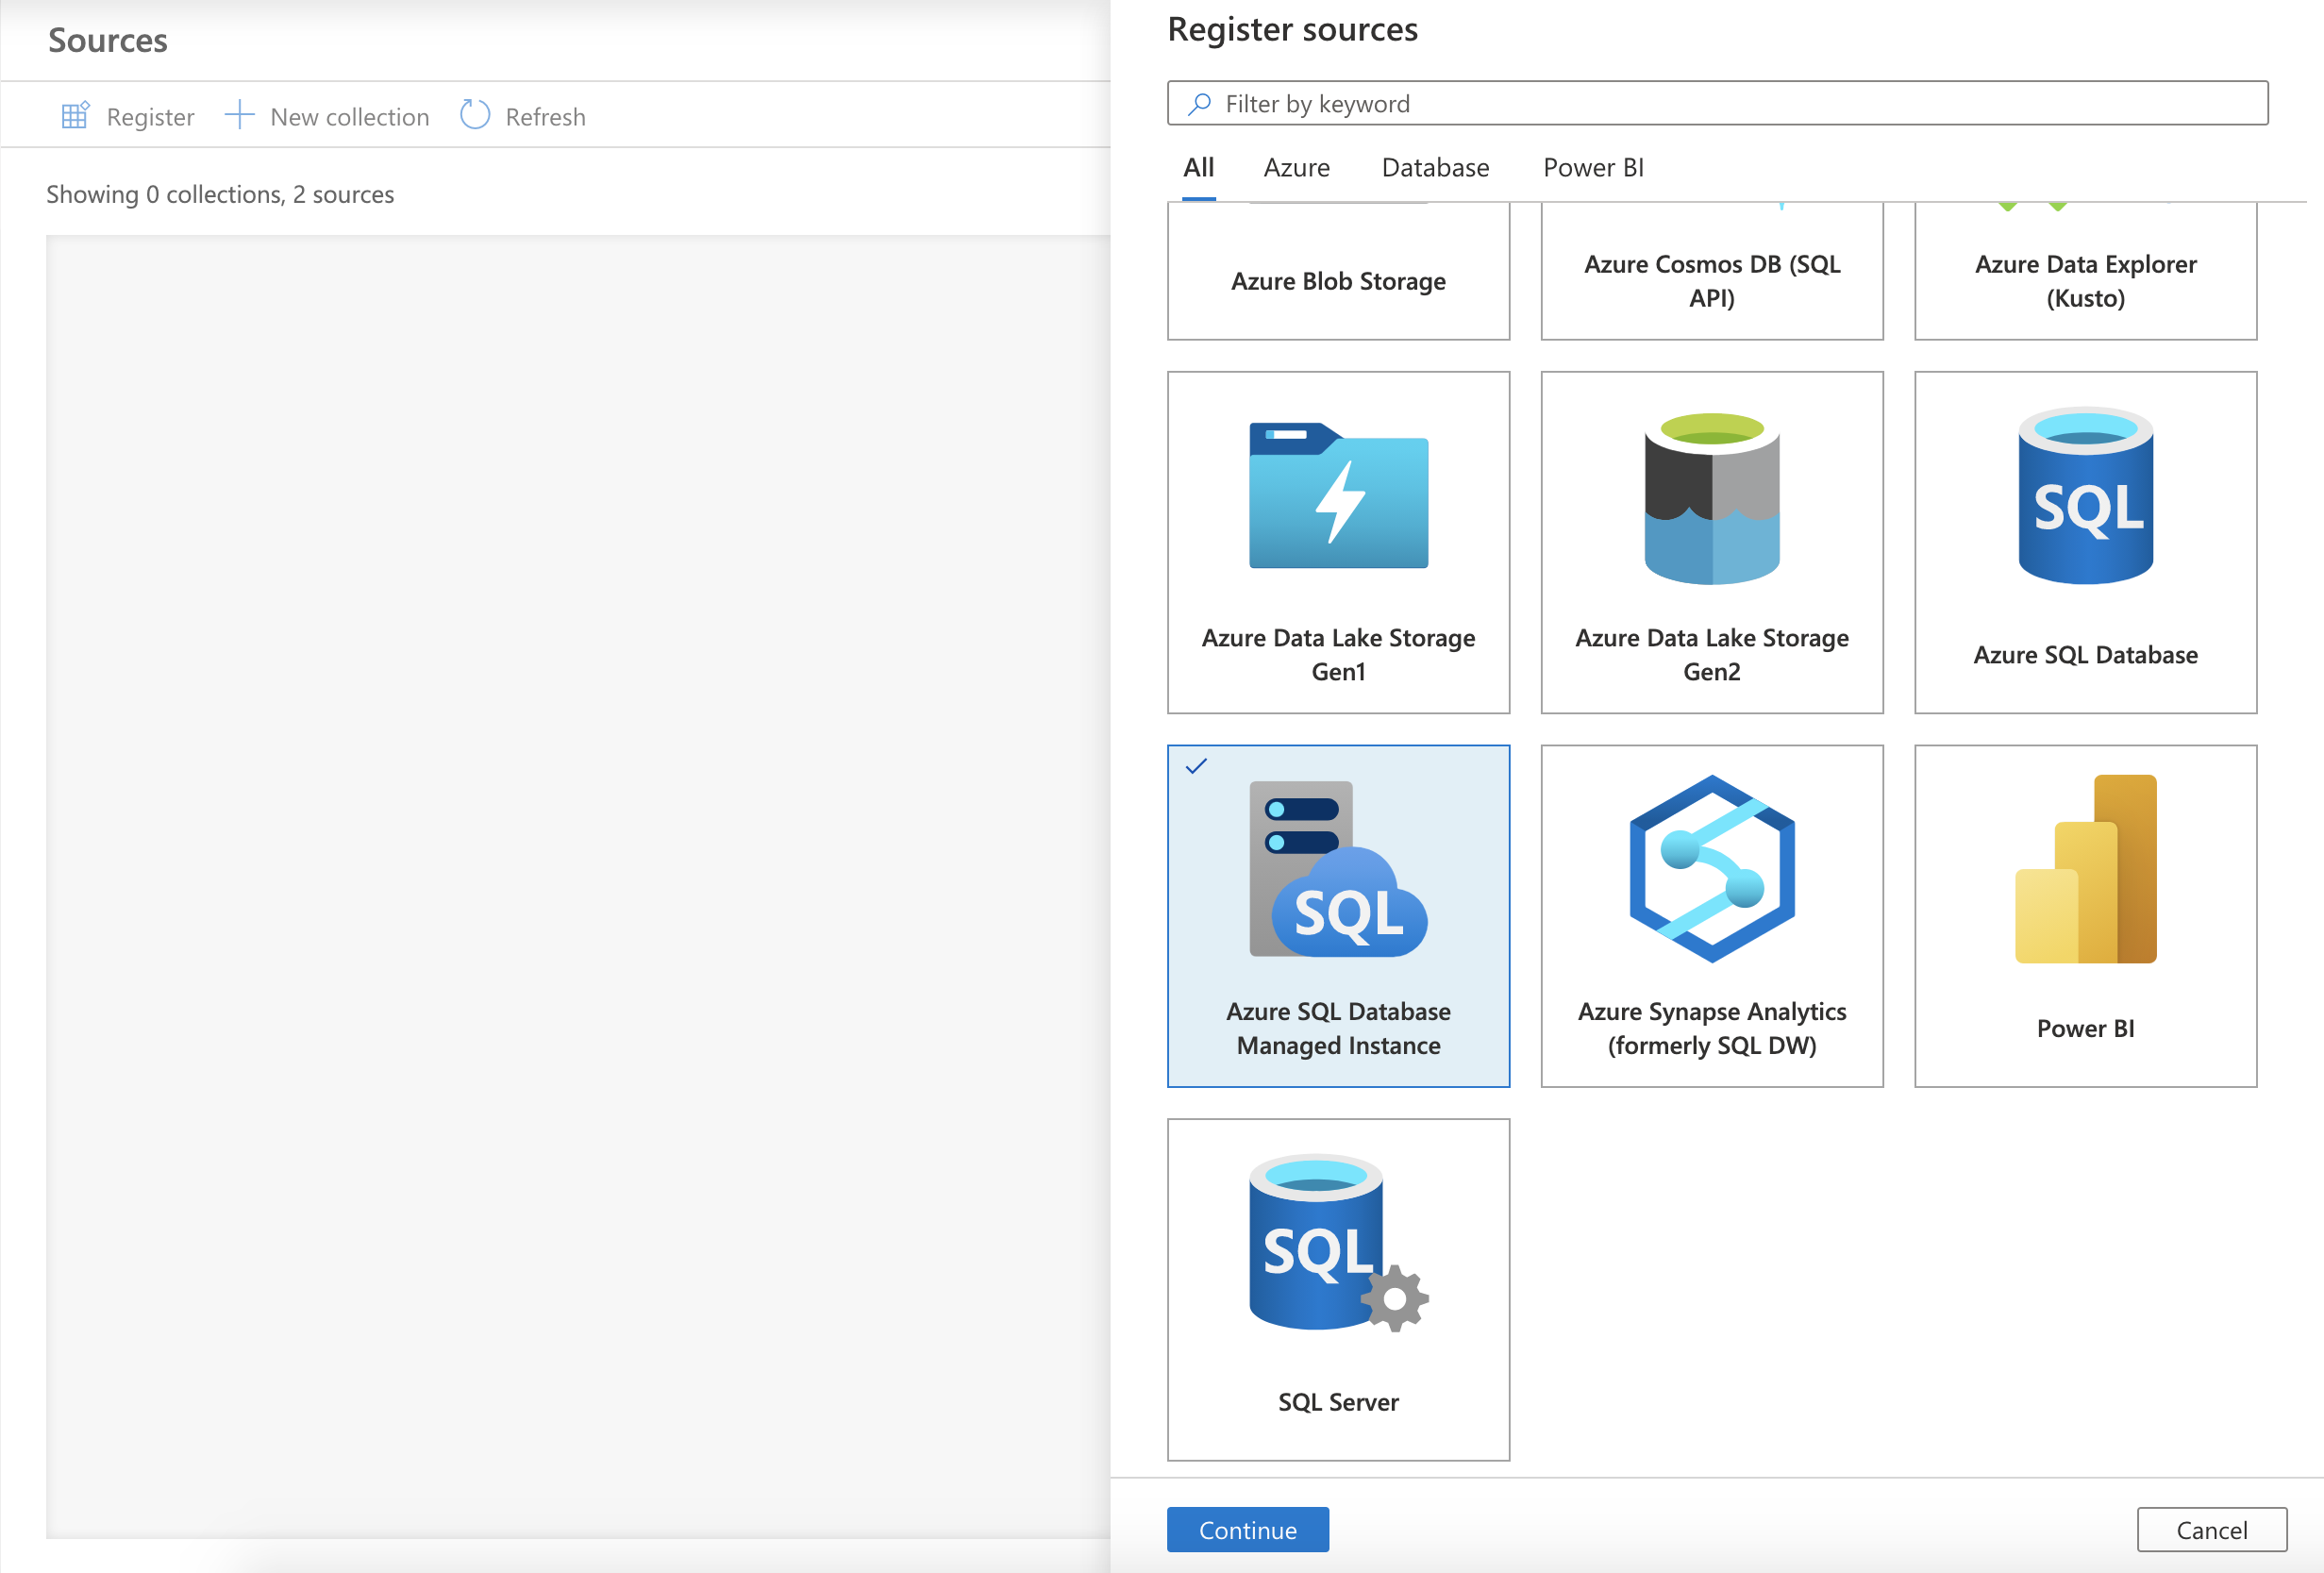 Sources
Register
New collection
Refresh
Showing 0 collections, 2 sources
Register sources
Filter by keyword
All
Azure
Database
Power BI
Azure Blob Storage
Azure Cosmos DB (SQL
API)
Azure Data Explorer
(Kusto)
Azure Data Lake Storage
Gen1
Azure Data Lake Storage
Gen2
SQL
Azure SQL Database
SQL
Azure SQL Database
Managed Instance
Azure Synapse Analytics
(formerly SQL DW)
Power BI
SQL
SQL Server
Continue
Cancel